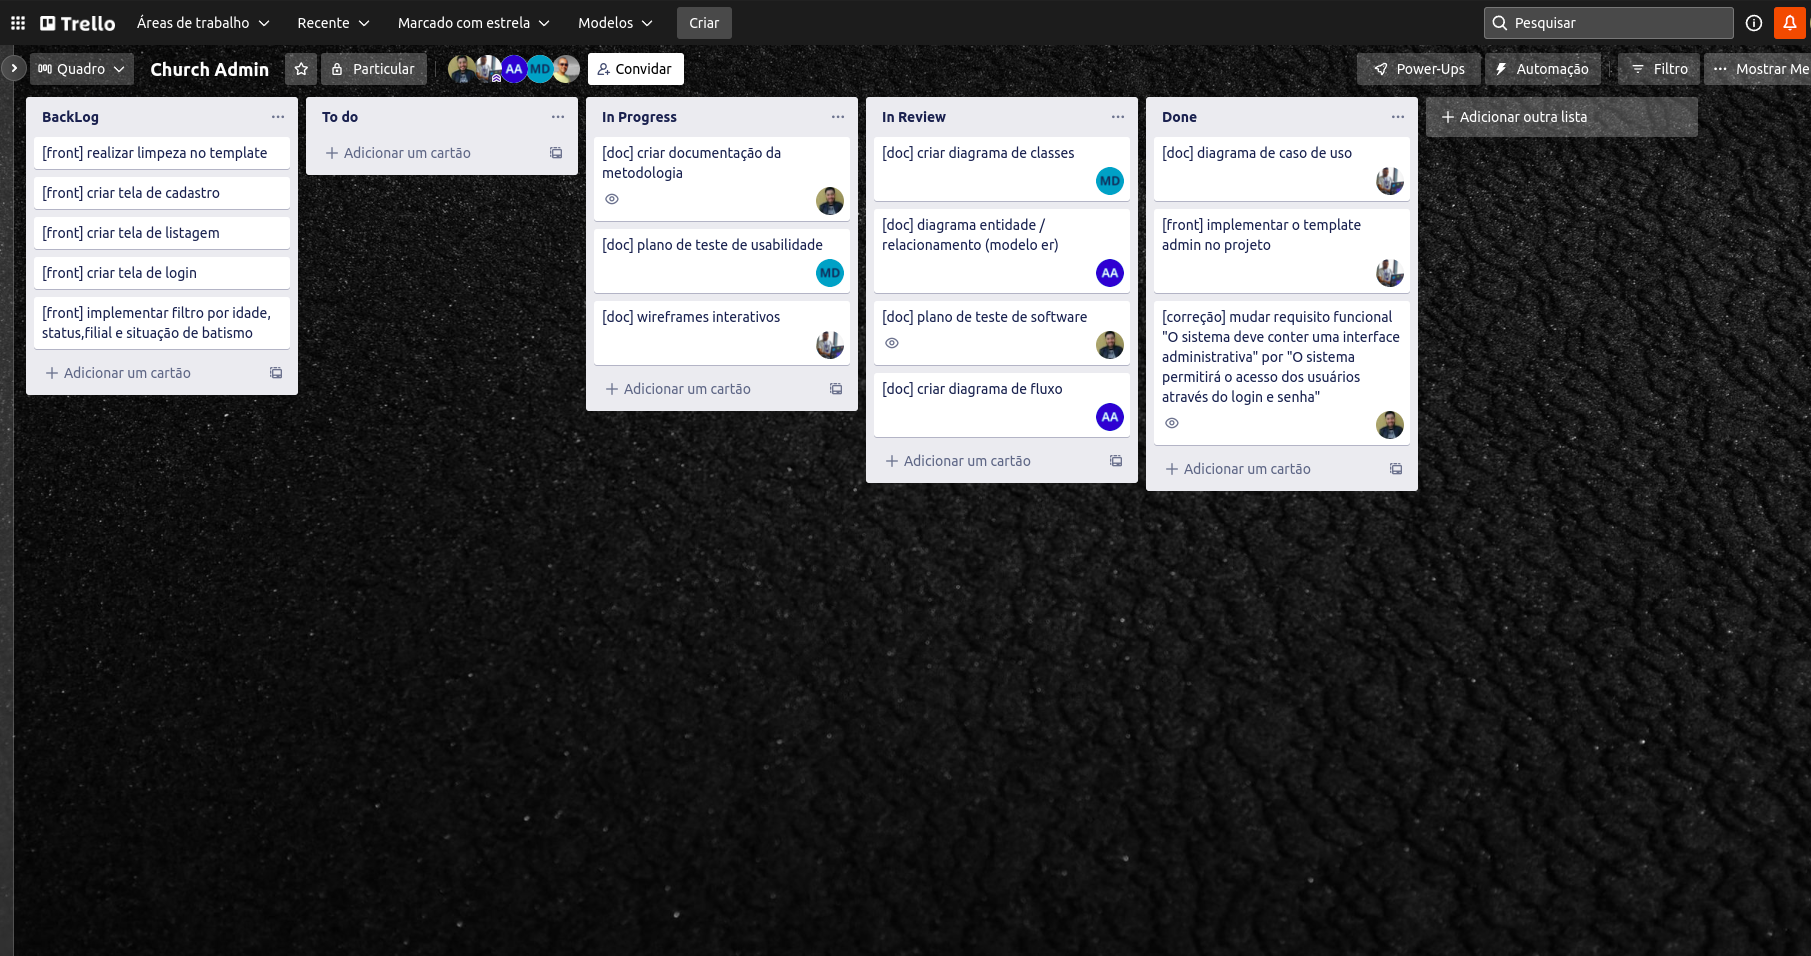 Trello
Áreas de trabalho
Recente
Marcado com estrela
Modelos
Criar
Pesquisar
Quadro
Church Admin
Particular
AA
MD
Convidar
Power-Ups
Automação
Filtro
Mostrar Me
BackLog
[front] realizar limpeza no template
[front] criar tela de cadastro
[front] criar tela de listagem
[front] criar tela de login
[front] implementar filtro por idade,
status,filial e situação de batismo
Adicionar um cartão
To do
Adicionar um cartão
In Progress
[doc] criar documentação da
metodologia
[doc] plano de teste de usabilidade
MD
[doc] wireframes interativos
Adicionar um cartão
In Review
[doc] criar diagrama de classes
MD
[doc] diagrama entidade /
relacionamento (modelo er)
AA
[doc] plano de teste de software
[doc] criar diagrama de fluxo
AA
Adicionar um cartão
Done
[doc] diagrama de caso de uso
[front] implementar o template
admin no projeto
[correção] mudar requisito funcional
"O sistema deve conter uma interface
administrativa" por "O sistema
permitirá o acesso dos usuários
através do login e senha"
Adicionar um cartão
Adicionar outra lista